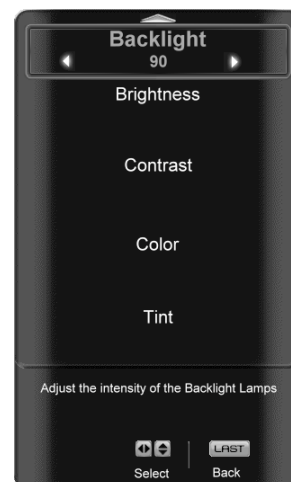 Backlight
90
Brightness
Contrast
Color
Tint
Adjust the intensity of the Backlight Lamps
LAST
Select
Back